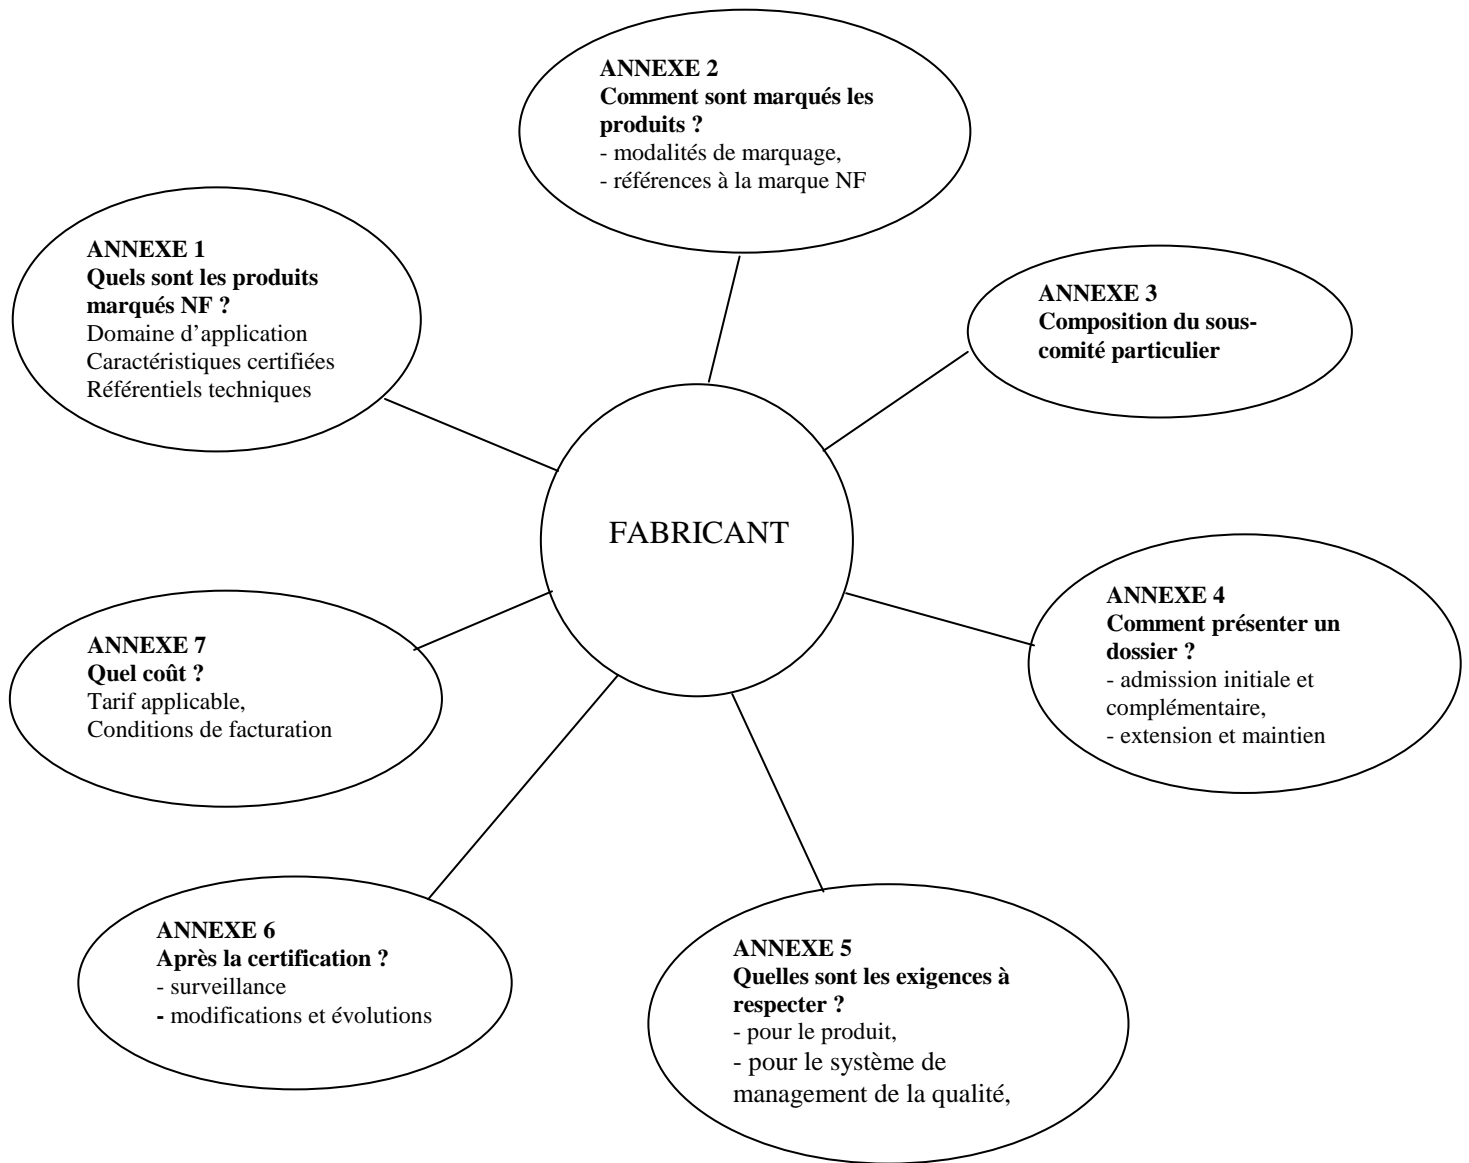 ANNEXE 2
Comment sont marqués les
produits ?
- modalités de marquage,
- références à la marque NF
ANNEXE 1
Quels sont les produits
marqués NF ?
Domaine d’application
Caractéristiques certifiées
Référentiels techniques
ANNEXE 3
Composition du sous-
comité particulier
FABRICANT
ANNEXE 4
Comment présenter un
dossier ?
- admission initiale et
complémentaire,
- extension et maintien
ANNEXE 7
Quel coût ?
Tarif applicable,
Conditions de facturation
ANNEXE 6
Après la certification ?
- surveillance
- modifications et évolutions
ANNEXE 5
Quelles sont les exigences à
respecter ?
- pour le produit,
- pour le système de
management de la qualité,